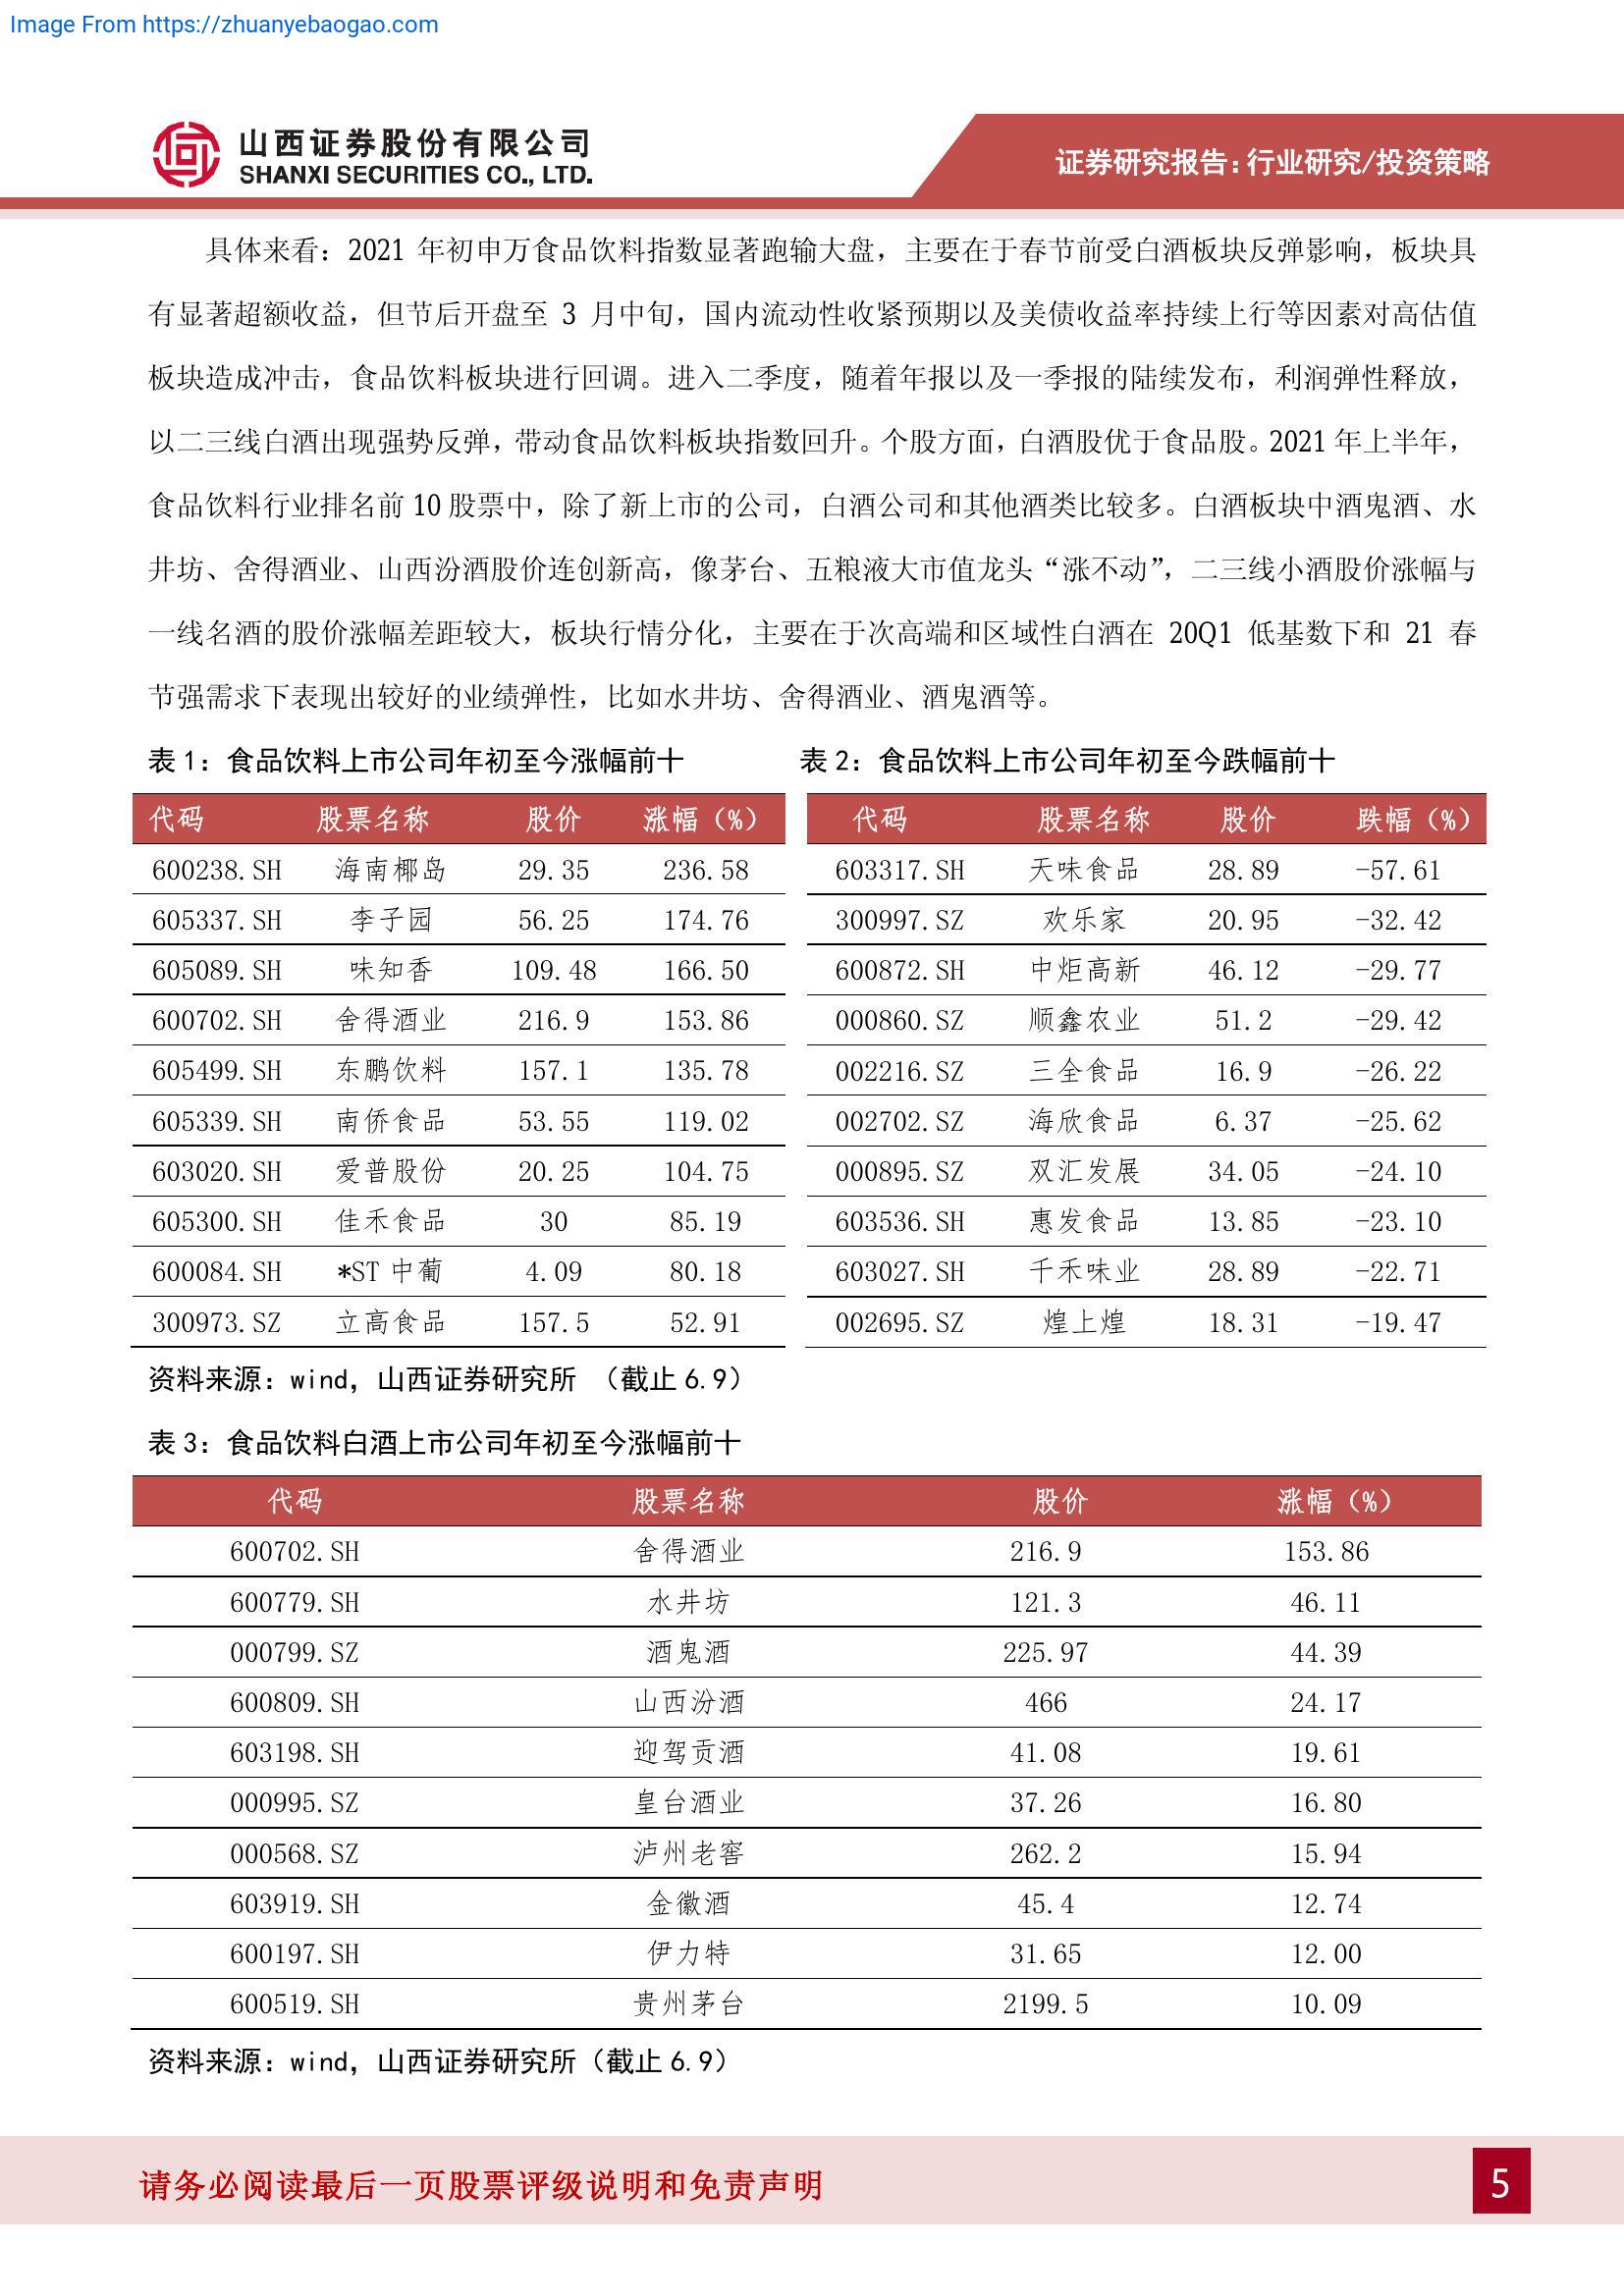 Image From https://zhuanyebaogao.com
山西证券股份有限公司
SHANXI SECURITIES CO., LTD.
证券研究报告：行业研究/投资策略
具体来看：2021 年初申万食品饮料指数显著跑输大盘，主要在于春节前受白酒板块反弹影响，板块具
有显著超额收益，但节后开盘至 3 月中旬，国内流动性收紧预期以及美债收益率持续上行等因素对高估值
板块造成冲击，食品饮料板块进行回调。进入二季度，随着年报以及一季报的陆续发布，利润弹性释放，
以二三线白酒出现强势反弹，带动食品饮料板块指数回升。个股方面，白酒股优于食品股。2021 年上半年，
食品饮料行业排名前 10 股票中，除了新上市的公司，白酒公司和其他酒类比较多。白酒板块中酒鬼酒、水
井坊、舍得酒业、山西汾酒股价连创新高，像茅台、五粮液大市值龙头“涨不动”，二三线小酒股价涨幅与
一线名酒的股价涨幅差距较大，板块行情分化，主要在于次高端和区域性白酒在 20Q1 低基数下和 21 春
节强需求下表现出较好的业绩弹性，比如水井坊、舍得酒业、酒鬼酒等。
表 1：食品饮料上市公司年初至今涨幅前十
代码 股票名称 股价 涨幅（%）
600238.SH 海南椰岛 29.35 236.58
605337.SH 李子园 56.25 174.76
605089.SH 味知香 109.48 166.50
600702.SH 舍得酒业 216.9 153.86
605499.SH 东鹏饮料 157.1 135.78
605339.SH 南侨食品 53.55 119.02
603020.SH 爱普股份 20.25 104.75
605300.SH 佳禾食品 30 85.19
600084.SH *ST 中葡 4.09 80.18
300973.SZ 立高食品 157.5 52.91
表 2：食品饮料上市公司年初至今跌幅前十
代码 股票名称 股价 跌幅（%）
603317.SH 天味食品 28.89 -57.61
300997.SZ 欢乐家 20.95 -32.42
600872.SH 中炬高新 46.12 -29.77
000860.SZ 顺鑫农业 51.2 -29.42
002216.SZ 三全食品 16.9 -26.22
002702.SZ 海欣食品 6.37 -25.62
000895.SZ 双汇发展 34.05 -24.10
603536.SH 惠发食品 13.85 -23.10
603027.SH 千禾味业 28.89 -22.71
002695.SZ 煌上煌 18.31 -19.47
资料来源：wind，山西证券研究所 （截止 6.9）
表 3：食品饮料白酒上市公司年初至今涨幅前十
代码 股票名称 股价 涨幅（%）
600702.SH 舍得酒业 216.9 153.86
600779.SH 水井坊 121.3 46.11
000799.SZ 酒鬼酒 225.97 44.39
600809.SH 山西汾酒 466 24.17
603198.SH 迎驾贡酒 41.08 19.61
000995.SZ 皇台酒业 37.26 16.80
000568.SZ 泸州老窖 262.2 15.94
603919.SH 金徽酒 45.4 12.74
600197.SH 伊力特 31.65 12.00
600519.SH 贵州茅台 2199.5 10.09
资料来源：wind，山西证券研究所（截止 6.9）
请务必阅读最后一页股票评级说明和免责声明
5